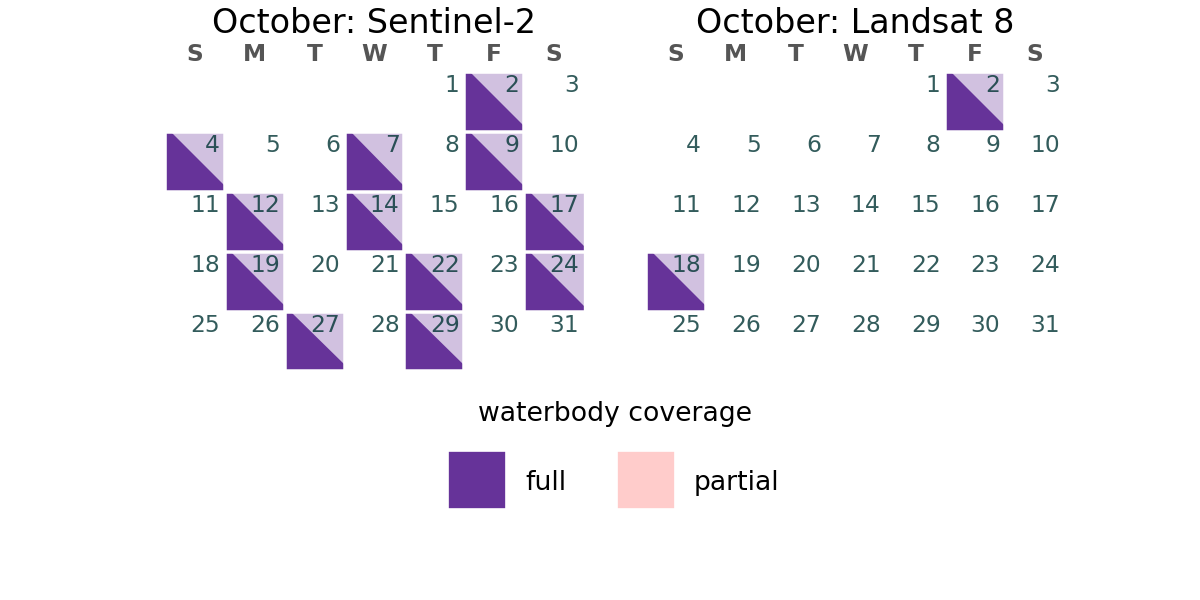 October: Sentinel-2
S M T W T F S
1 2 3
4 5 6 7 8 9 10
11 12 13 14 15 16 17
18 19 20 21 22 23 24
25 26 27 28 29 30 31
October: Landsat 8
S M T W T F S
1 2 3
4 5 6 7 8 9 10
11 12 13 14 15 16 17
18 19 20 21 22 23 24
25 26 27 28 29 30 31
waterbody coverage
full
partial